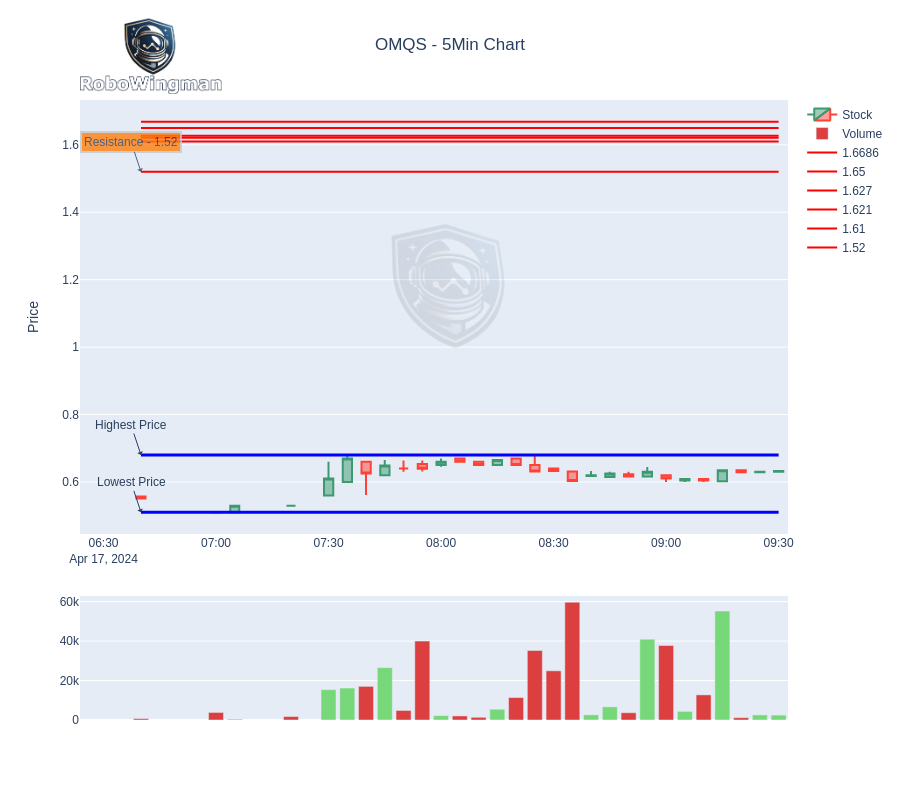 OMQS - 5Min Chart
RoboWingman
Stock
Volume
1.6686
1.65
1.627
1.621
1.61
1.52
Resistance - 1.52
1.6
1.4
1.2
1
0.8
0.6
Price
Highest Price
Lowest Price
06:30
07:00
07:30
08:00
08:30
09:00
09:30
Apr 17, 2024
60k
40k
20k
0